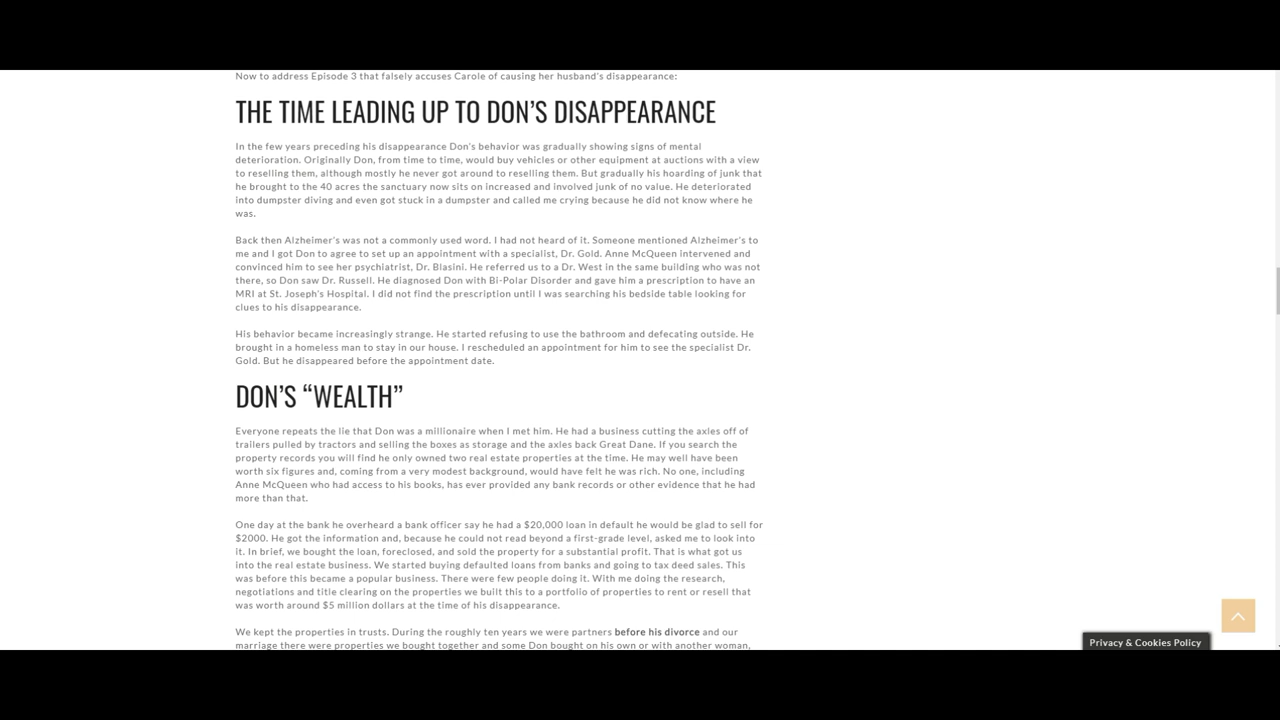 Now to address Episode 3 that falsely accuses Carole of causing her husband's disappearance:
THE TIME LEADING UP TO DON'S DISAPPEARANCE
In the few years preceding his disappearance Don's behavior was gradually showing signs of mental
deterioration. Originally Don, from time to time, would buy vehicles or other equipment at auctions with a view
to reselling them, although mostly he never got around to reselling them. But gradually his hoarding of junk that
he brought to the 40 acres the sanctuary now sits on increased and involved junk of no value. He deteriorated
into dumpster diving and even got stuck in a dumpster and called me crying because he did not know where he
was.
Back then Alzheimer's was not a commonly used word. I had not heard of it. Someone mentioned Alzheimer's to
me and I got Don to agree to set up an appointment with a specialist, Dr. Gold. Anne McQueen intervened and
convinced him to see her psychiatrist, Dr. Blasini. He referred us to a Dr. West in the same building who was not
there, so Don saw Dr. Russell. He diagnosed Don with Bi-Polar Disorder and gave him a prescription to have an
MRI at St. Joseph's Hospital. I did not find the prescription until I was searching his bedside table looking for
clues to his disappearance.
His behavior became increasingly strange. He started refusing to use the bathroom and defecating outside. He
brought in a homeless man to stay in our house. I rescheduled an appointment for him to see the specialist Dr.
Gold. But he disappeared before the appointment date.
DON'S “WEALTH”
Everyone repeats the lie that Don was a millionaire when I met him. He had a business cutting the axles off of
trailers pulled by tractors and selling the boxes as storage and the axles back Great Dane. If you search the
property records you will find he only owned two real estate properties at the time. He may well have been
worth six figures and, coming from a very modest background, would have felt he was rich. No one, including
Anne McQueen who had access to his books, has ever provided any bank records or other evidence that he had
more than that.
One day at the bank he overheard a bank officer say he had a $20,000 loan in default he would be glad to sell for
$2000. He got the information and, because he could not read beyond a first-grade level, asked me to look into
it. In brief, we bought the loan, foreclosed, and sold the property for a substantial profit. That is what got us
into the real estate business. We started buying defaulted loans from banks and going to tax deed sales. This
was before this became a popular business. There were few people doing it. With me doing the research,
negotiations and title clearing on the properties we built this to a portfolio of properties to rent or resell that
was worth around $5 million dollars at the time of his disappearance.
We kept the properties in trusts. During the roughly ten years we were partners before his divorce and our
marriage there were properties we bought together and some Don bought on his own or with another woman,
Privacy & Cookies Policy